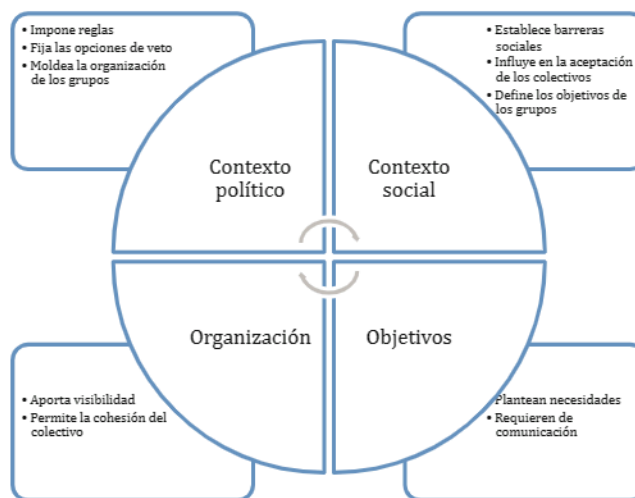 • Impone reglas
• Fija las opciones de veto
• Moldea la organización
de los grupos
• Establece barreras
sociales
• Influye en la aceptación
de los colectivos
• Define los objetivos de
los grupos
Contexto
político
Contexto
social
Organización
Objetivos
• Aporta visibilidad
• Permite la cohesión del
colectivo
Plantean necesidades
• Requieren de
comunicación